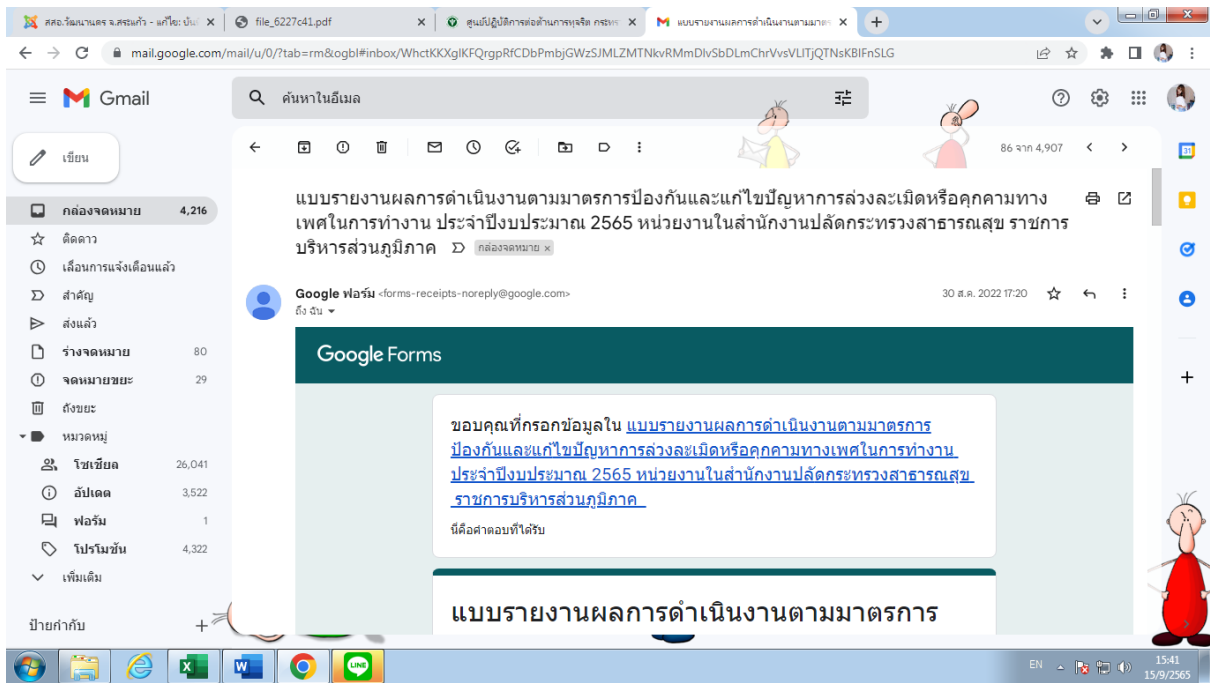 สสอ.วัฒนานคร จ.สระแก้ว - แก้ไข: บัน
file_6227c41.pdf
ศูนย์ปฏิบัติการต่อต้านการทุจริต กระทร
แบบรายงานผลการดำเนินงานตามมาตร
mail.google.com/mail/u/0/?tab=rm&ogbl#inbox/WhctKKXglKFQrgpRfCDbPmbjGWzSJMLZMTNkvRMmDlvSbDLmChrVvsVLlTjQTNsKBlFnSLG
Gmail
ค้นหาในอีเมล
เขียน
86 จาก 4,907
31
กล่องจดหมาย 4,216
ติดดาว
เลื่อนการแจ้งเตือนแล้ว
สำคัญ
ส่งแล้ว
ร่างจดหมาย 80
จดหมายขยะ 29
ถังขยะ
หมวดหมู่
โซเชียล 26,041
อัปเดต 3,522
ฟอรัม 1
โปรโมชัน 4,322
เพิ่มเติม
ป้ายกำกับ
แบบรายงานผลการดำเนินงานตามมาตรการป้องกันและแก้ไขปัญหาการล่วงละเมิดหรือคุกคามทาง
เพศในการทำงาน ประจำปีงบประมาณ 2565 หน่วยงานในสำนักงานปลัดกระทรวงสาธารณสุข ราชการ
บริหารส่วนภูมิภาค กล่องจดหมาย ×
Google ฟอร์ม <forms-receipts-noreply@google.com> 30 ส.ค. 2022 17:20
ถึง ฉัน
Google Forms
ขอบคุณที่กรอกข้อมูลใน แบบรายงานผลการดำเนินงานตามมาตรการ
ป้องกันและแก้ไขปัญหาการล่วงละเมิดหรือคุกคามทางเพศในการทำงาน
ประจำปีงบประมาณ 2565 หน่วยงานในสำนักงานปลัดกระทรวงสาธารณสุข
ราชการบริหารส่วนภูมิภาค
นี่คือคำตอบที่ได้รับ
แบบรายงานผลการดำเนินงานตามมาตรการ
LINE
EN
15:41
15/9/2565